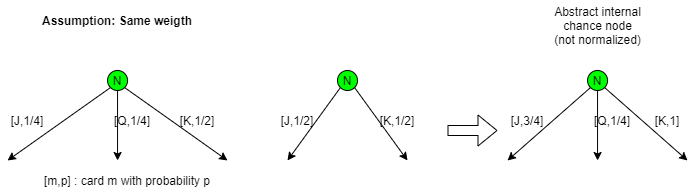 Assumption: Same weigth
Abstract internal
chance node
(not normalized)
N
N
N
[J,1/4]
[Q,1/4]
[K,1/2]
[J,1/2]
[K,1/2]
[J,3/4]
[Q,1/4]
[K,1]
[m,p] : card m with probability p